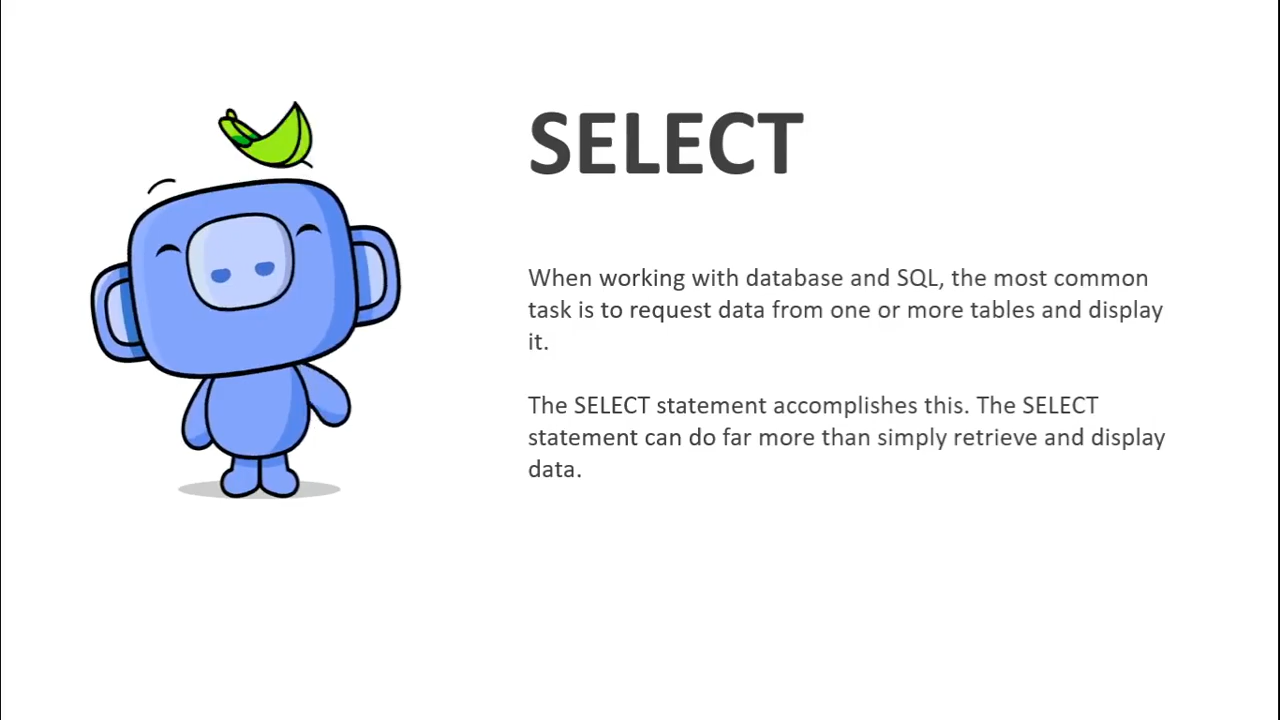 SELECT
When working with database and SQL, the most common
task is to request data from one or more tables and display
it.
The SELECT statement accomplishes this. The SELECT
statement can do far more than simply retrieve and display
data.